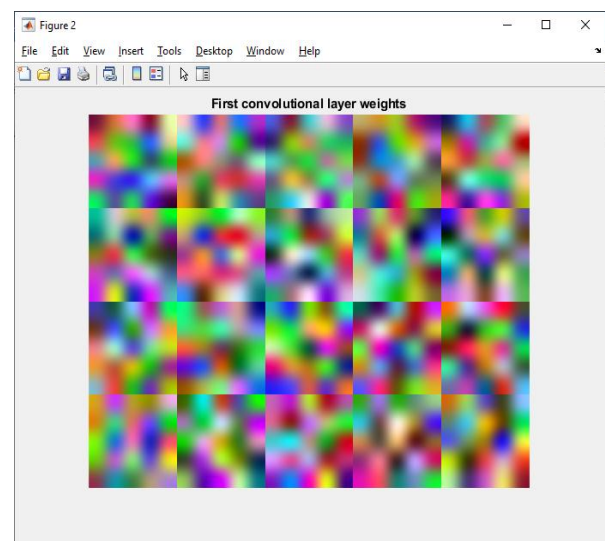 Figure 2
File Edit View Insert Tools Desktop Window Help
First convolutional layer weights